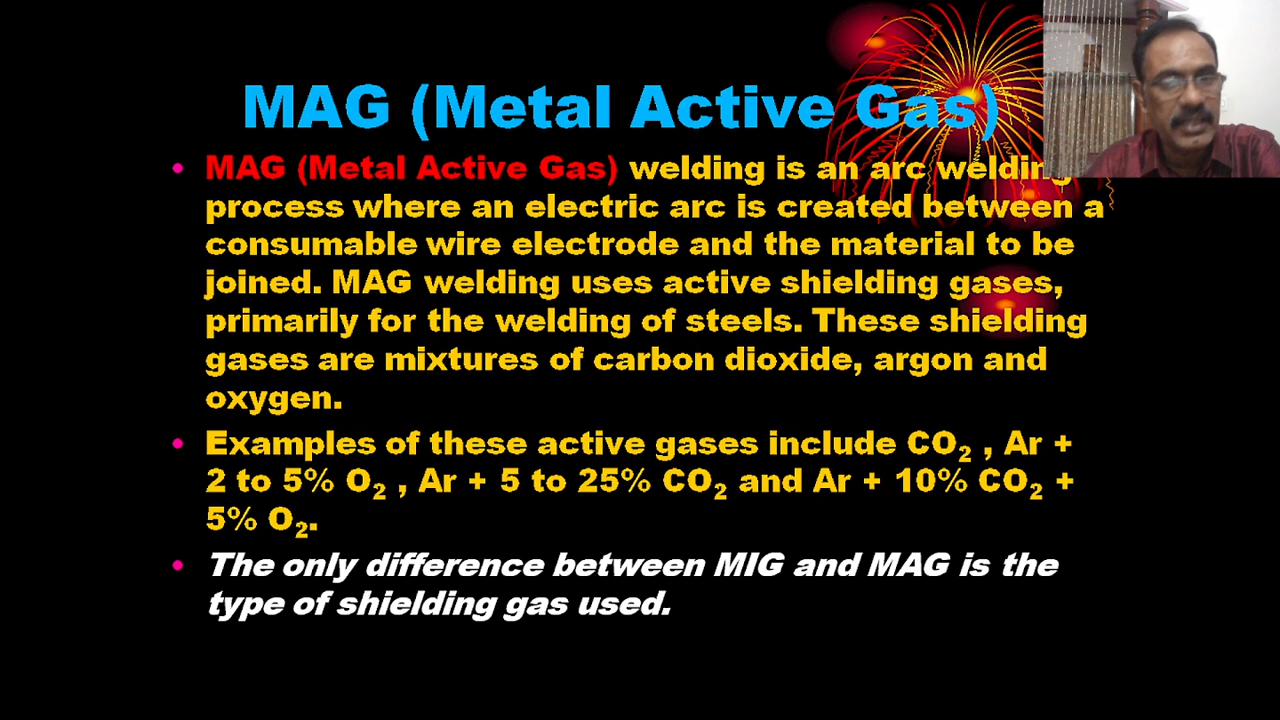 MAG (Metal Active Gas)
• MAG (Metal Active Gas) welding is an arc welding
process where an electric arc is created between a
consumable wire electrode and the material to be
joined. MAG welding uses active shielding gases,
primarily for the welding of steels. These shielding
gases are mixtures of carbon dioxide, argon and
oxygen.
• Examples of these active gases include CO₂ , Ar +
2 to 5% O₂ , Ar + 5 to 25% CO₂ and Ar + 10% CO₂ +
5% O₂.
• The only difference between MIG and MAG is the
type of shielding gas used.